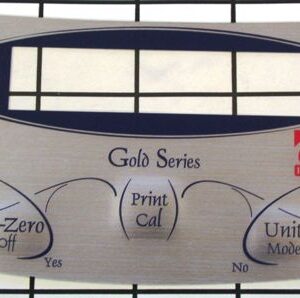 Gold Series
Print
Cal
-Zero
Off
Yes
No
Unit
Mode